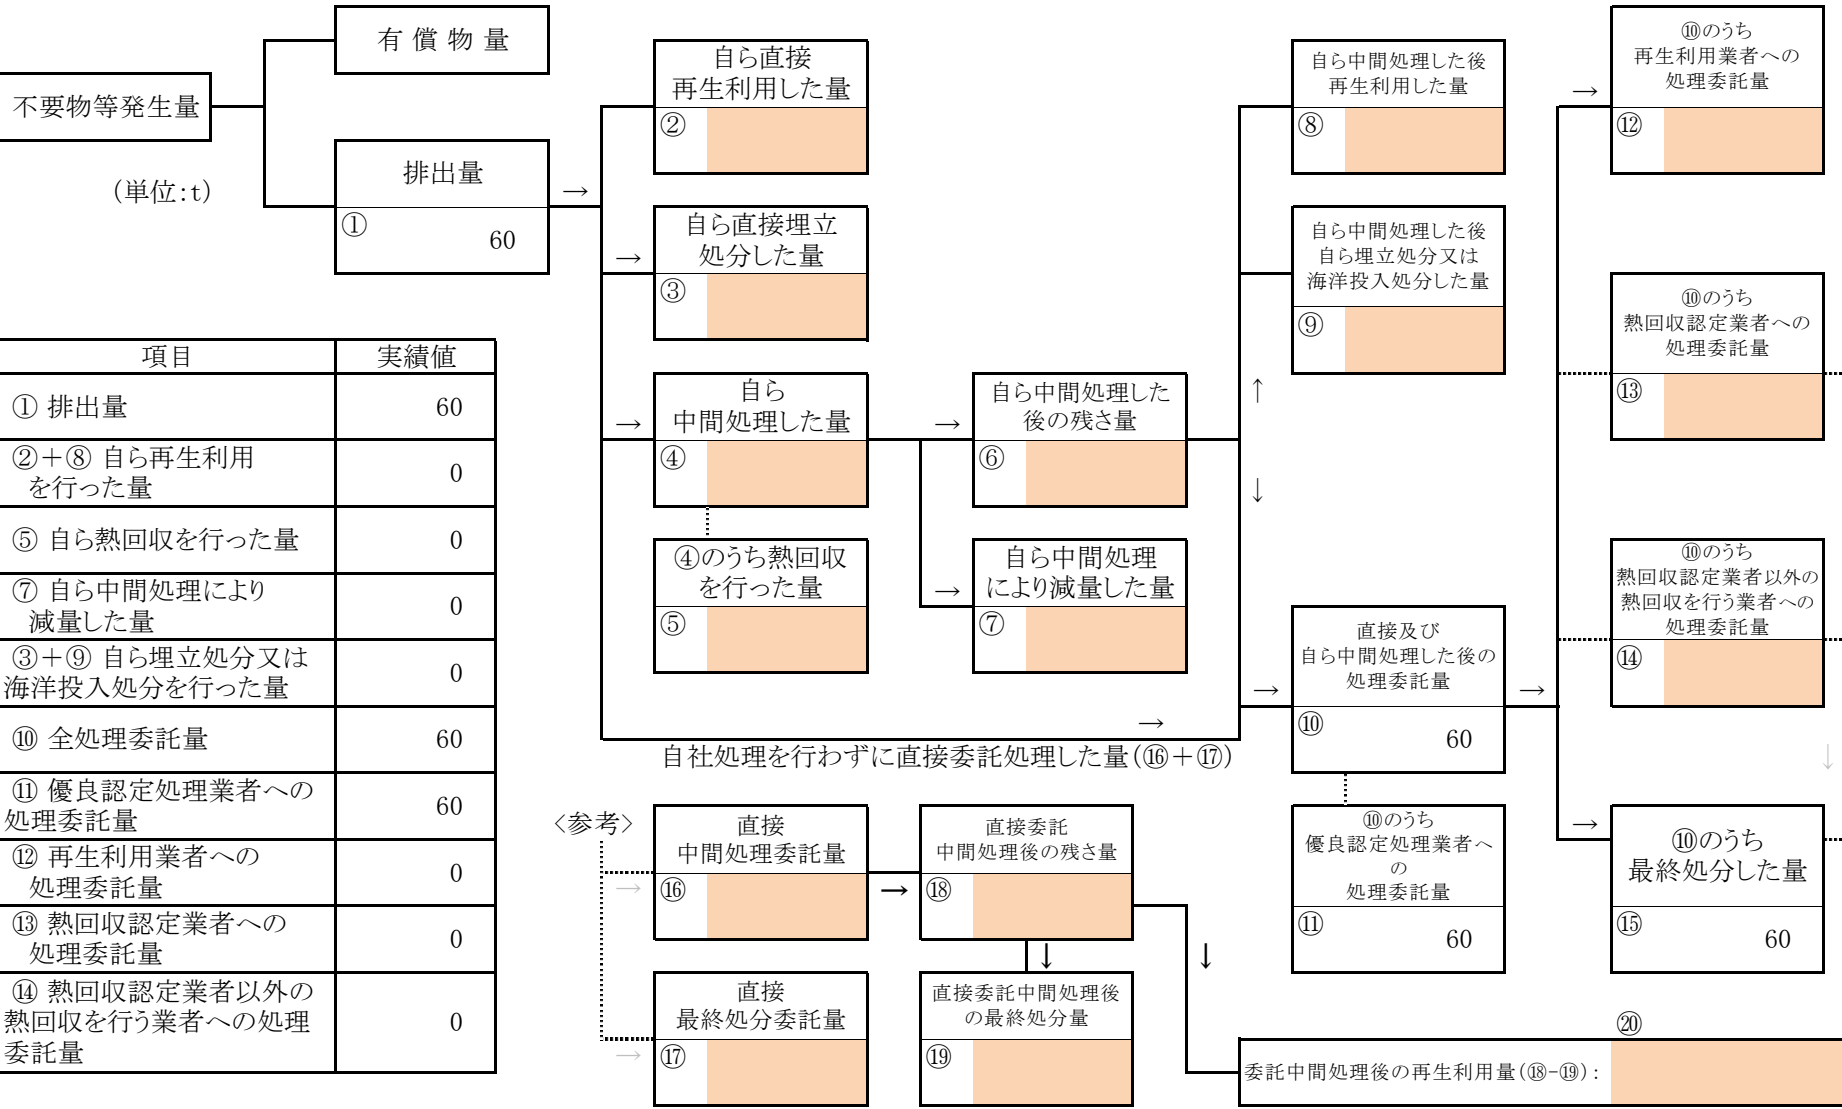 有 償 物 量
不要物等発生量
(単位:t)
排出量
→
①
60
自ら直接
再生利用した量
②
→
自ら直接埋立
処分した量
③
→
自ら
中間処理した量
④
④のうち熱回収
を行った量
⑤
→
自ら中間処理した
後の残さ量
⑥
→
自ら中間処理
により減量した量
⑦
↑
↓
自ら中間処理した後
再生利用した量
⑧
自ら中間処理した後
自ら埋立処分又は
海洋投入処分した量
⑨
→
自社処理を行わずに直接委託処理した量(⑯+⑰)
→
直接及び
自ら中間処理した後の
処理委託量
⑩
60
⑩のうち
優良認定処理業者へ
の
処理委託量
⑪
60
→
→
⑩のうち
再生利用業者への
処理委託量
⑫
⑩のうち
熱回収認定業者への
処理委託量
⑬
⑩のうち
熱回収認定業者以外の
熱回収を行う業者への
処理委託量
⑭
↓
→
⑩のうち
最終処分した量
⑮
60
項目 実績値
① 排出量 60
②+⑧ 自ら再生利用
を行った量 0
⑤ 自ら熱回収を行った量 0
⑦ 自ら中間処理により
減量した量 0
③+⑨ 自ら埋立処分又は
海洋投入処分を行った量 0
⑩ 全処理委託量 60
⑪ 優良認定処理業者への
処理委託量 60
⑫ 再生利用業者への
処理委託量 0
⑬ 熱回収認定業者への
処理委託量 0
⑭ 熱回収認定業者以外の
熱回収を行う業者への処理
委託量 0
<参考>
→
直接
中間処理委託量
⑯
→
直接委託
中間処理後の残さ量
⑱
↓
↓
→
直接
最終処分委託量
⑰
直接委託中間処理後
の最終処分量
⑲
⑳
委託中間処理後の再生利用量(⑱-⑲):